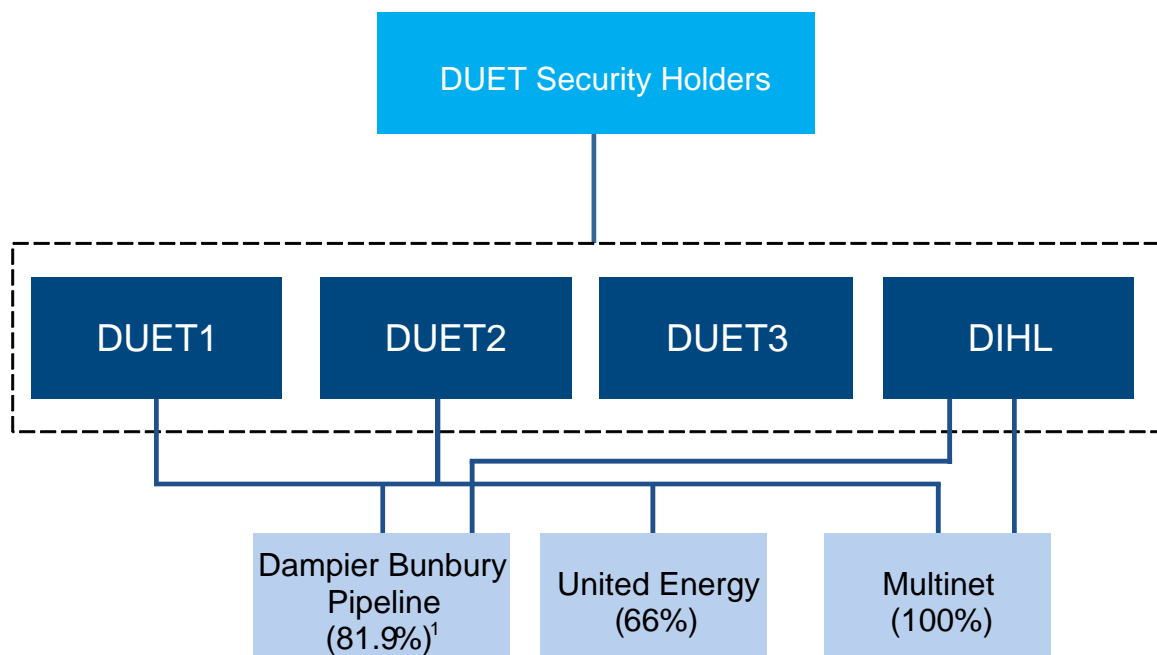 DUET Security Holders
DUET1
DUET2
DUET3
DIHL
Dampier Bunbury
Pipeline
(81.9%)¹
United Energy
(66%)
Multinet
(100%)